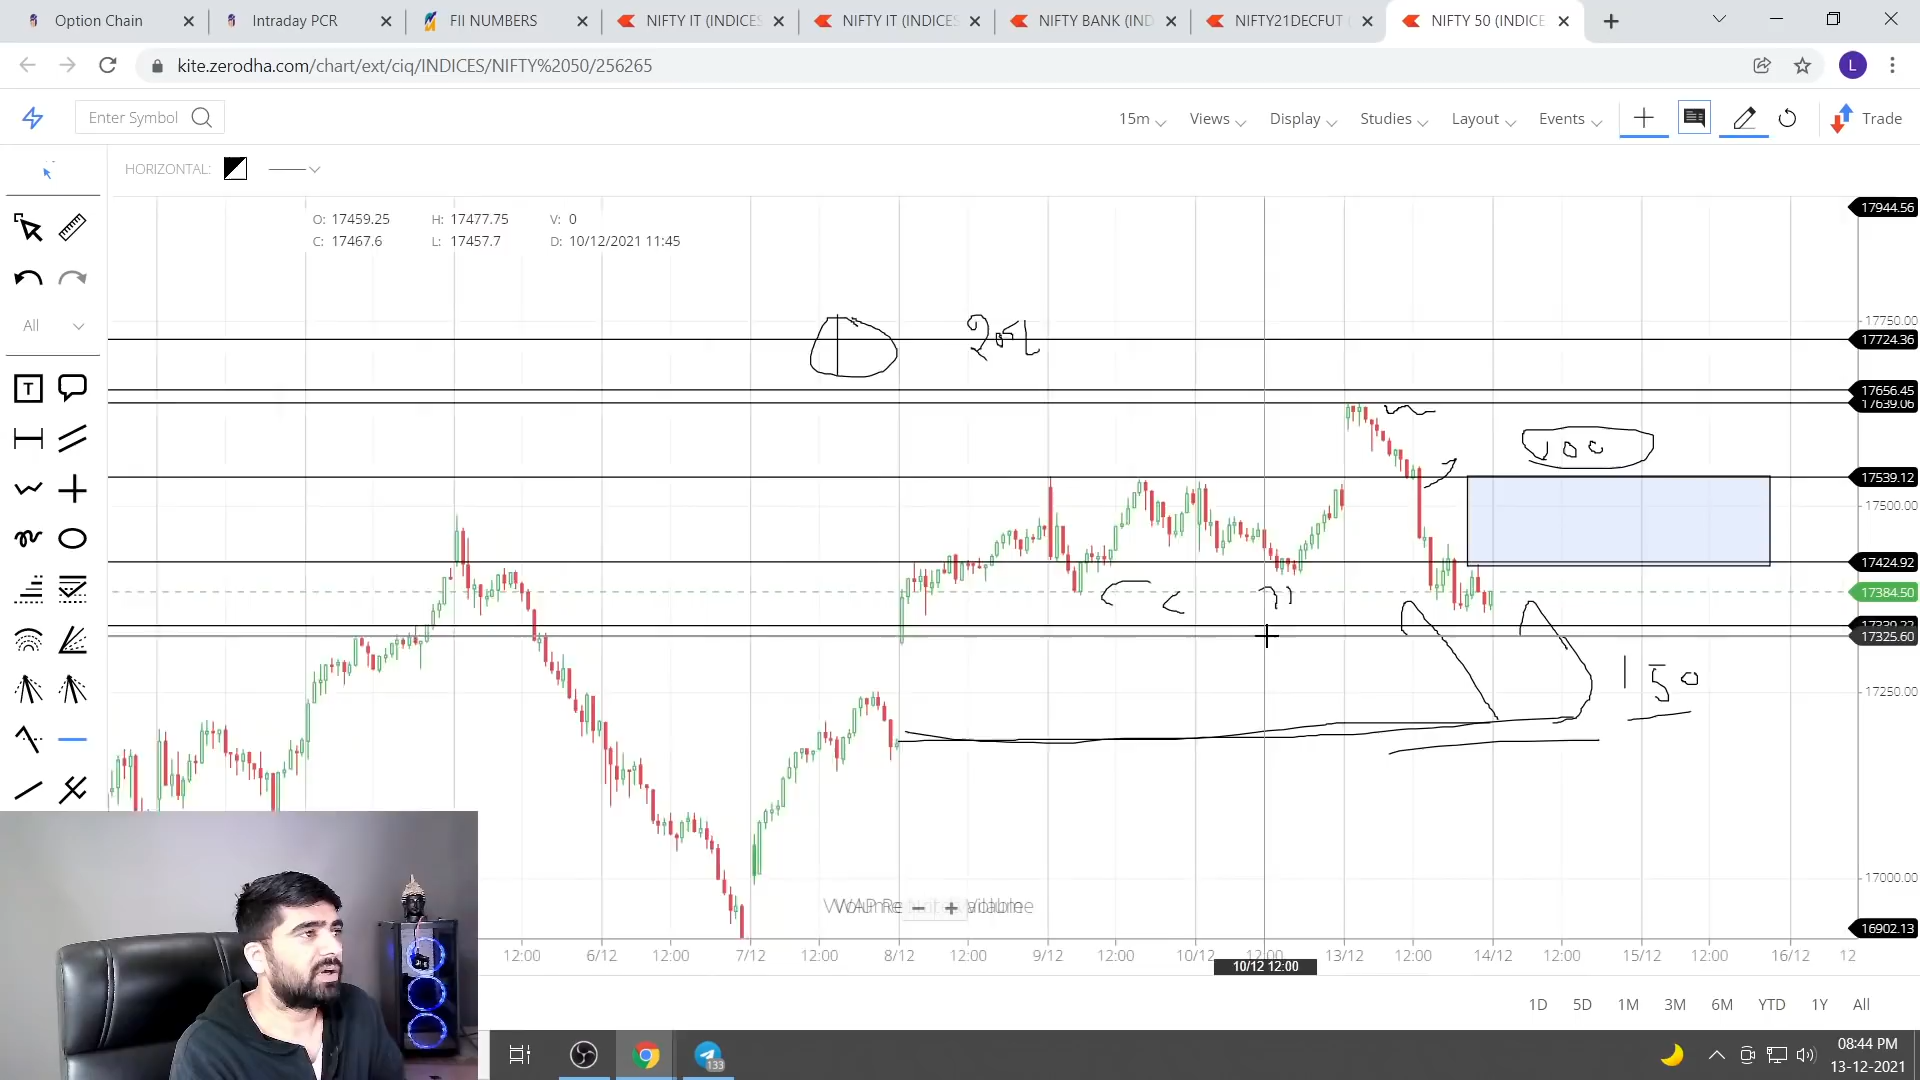 Option Chain
Intraday PCR
FII NUMBERS
NIFTY IT (INDICES
NIFTY IT (INDICES
NIFTY BANK (IND
NIFTY21DECFUT (
NIFTY 50 (INDICE
kite.zerodha.com/chart/ext/ciq/INDICES/NIFTY%2050/256265
L
Enter Symbol
15m
Views
Display
Studies
Layout
Events
Trade
HORIZONTAL:
O: 17459.25 H: 17477.75 V: 0
C: 17467.6 L: 17457.7 D: 10/12/2021 11:45
All
T
17944.56
17750.00
17724.36
17656.45
17639.06
100
17539.12
17500.00
17424.92
17384.50
17325.60
150
17250.00
17000.00
16902.13
12:00 6/12 12:00 7/12 12:00 8/12 12:00 9/12 12:00 10/12 12:00 13/12 12:00 14/12 12:00 15/12 12:00 16/12 12
10/12 12:00
1D 5D 1M 3M 6M YTD 1Y All
133
08:44 PM
13-12-2021